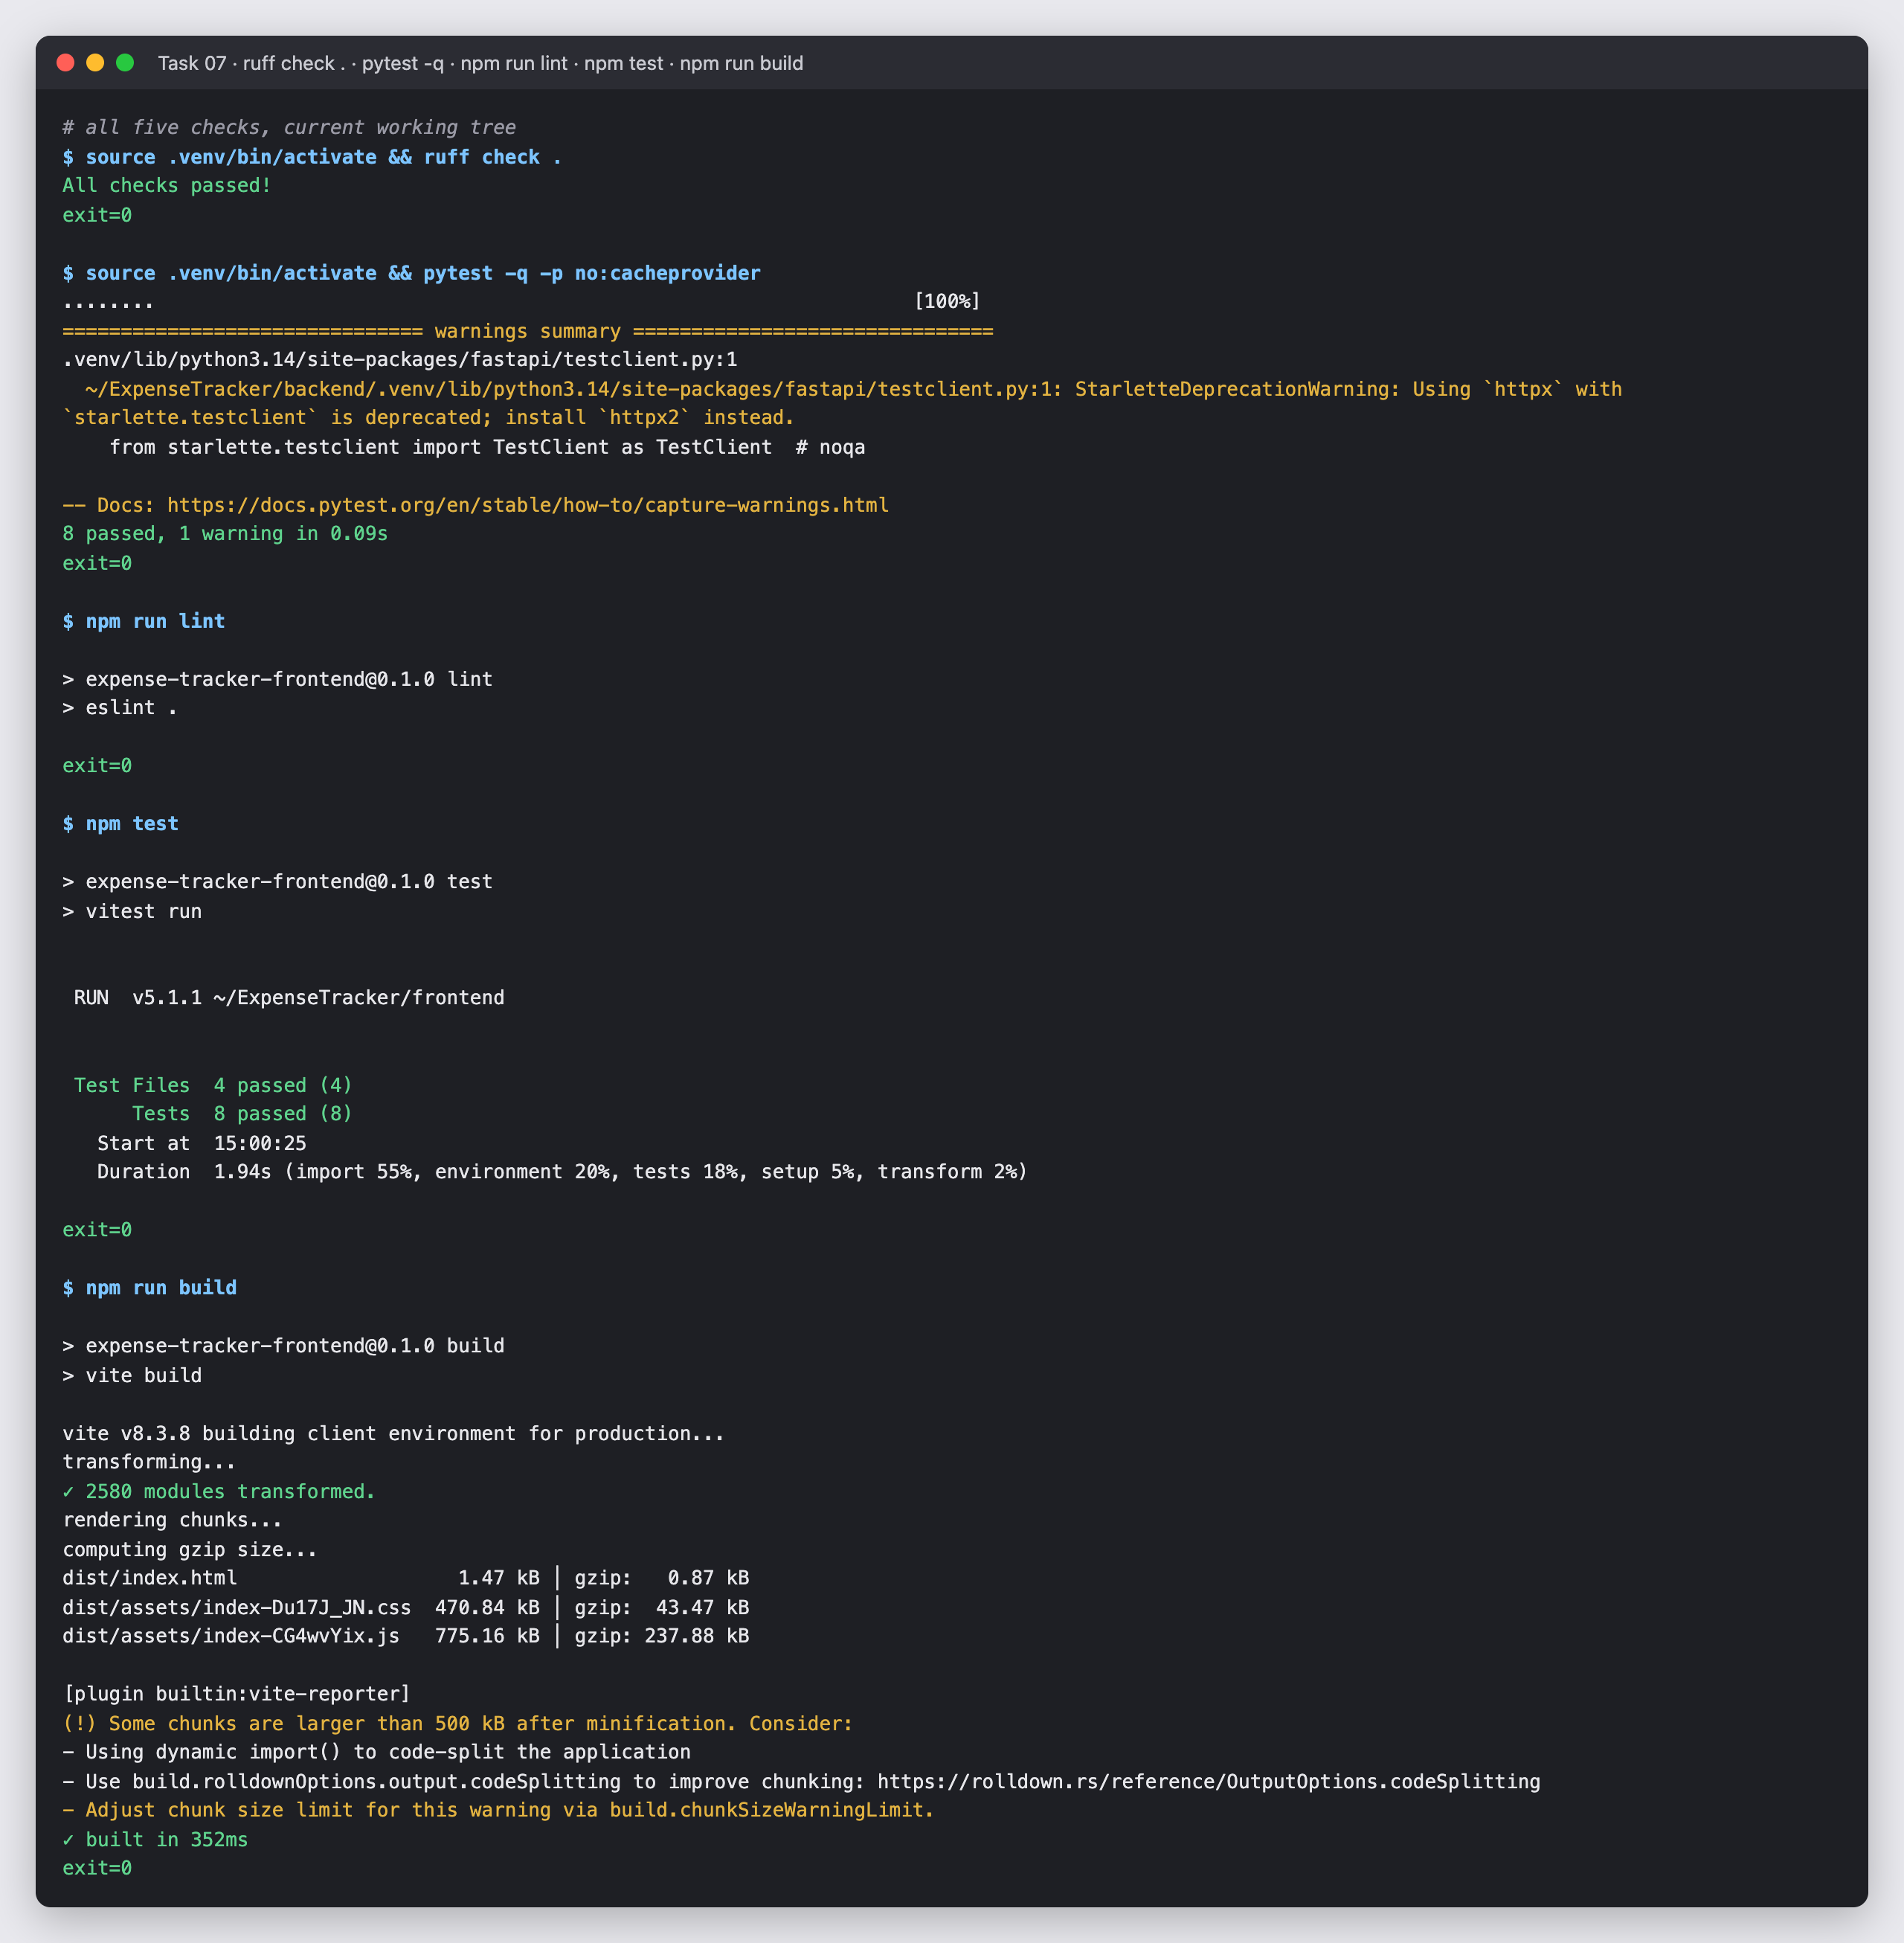 Task 07 · ruff check . · pytest -q · npm run lint · npm test · npm run build
# all five checks, current working tree
$ source .venv/bin/activate && ruff check .
All checks passed!
exit=0
$ source .venv/bin/activate && pytest -q -p no:cacheprovider
........                                                                 [100%]
=============================== warnings summary ===============================
.venv/lib/python3.14/site-packages/fastapi/testclient.py:1
  ~/ExpenseTracker/backend/.venv/lib/python3.14/site-packages/fastapi/testclient.py:1: StarletteDeprecationWarning: Using `httpx` with
`starlette.testclient` is deprecated; install `httpx2` instead.
    from starlette.testclient import TestClient as TestClient  # noqa
-- Docs: https://docs.pytest.org/en/stable/how-to/capture-warnings.html
8 passed, 1 warning in 0.09s
exit=0
$ npm run lint
> expense-tracker-frontend@0.1.0 lint
> eslint .
exit=0
$ npm test
> expense-tracker-frontend@0.1.0 test
> vitest run
 RUN  v5.1.1 ~/ExpenseTracker/frontend
 Test Files  4 passed (4)
      Tests  8 passed (8)
   Start at  15:00:25
   Duration  1.94s (import 55%, environment 20%, tests 18%, setup 5%, transform 2%)
exit=0
$ npm run build
> expense-tracker-frontend@0.1.0 build
> vite build
vite v8.3.8 building client environment for production...
transforming...
✓ 2580 modules transformed.
rendering chunks...
computing gzip size...
dist/index.html                   1.47 kB │ gzip:   0.87 kB
dist/assets/index-Du17J_JN.css  470.84 kB │ gzip:  43.47 kB
dist/assets/index-CG4wvYix.js   775.16 kB │ gzip: 237.88 kB
[plugin builtin:vite-reporter]
(!) Some chunks are larger than 500 kB after minification. Consider:
- Using dynamic import() to code-split the application
- Use build.rolldownOptions.output.codeSplitting to improve chunking: https://rolldown.rs/reference/OutputOptions.codeSplitting
- Adjust chunk size limit for this warning via build.chunkSizeWarningLimit.
✓ built in 352ms
exit=0